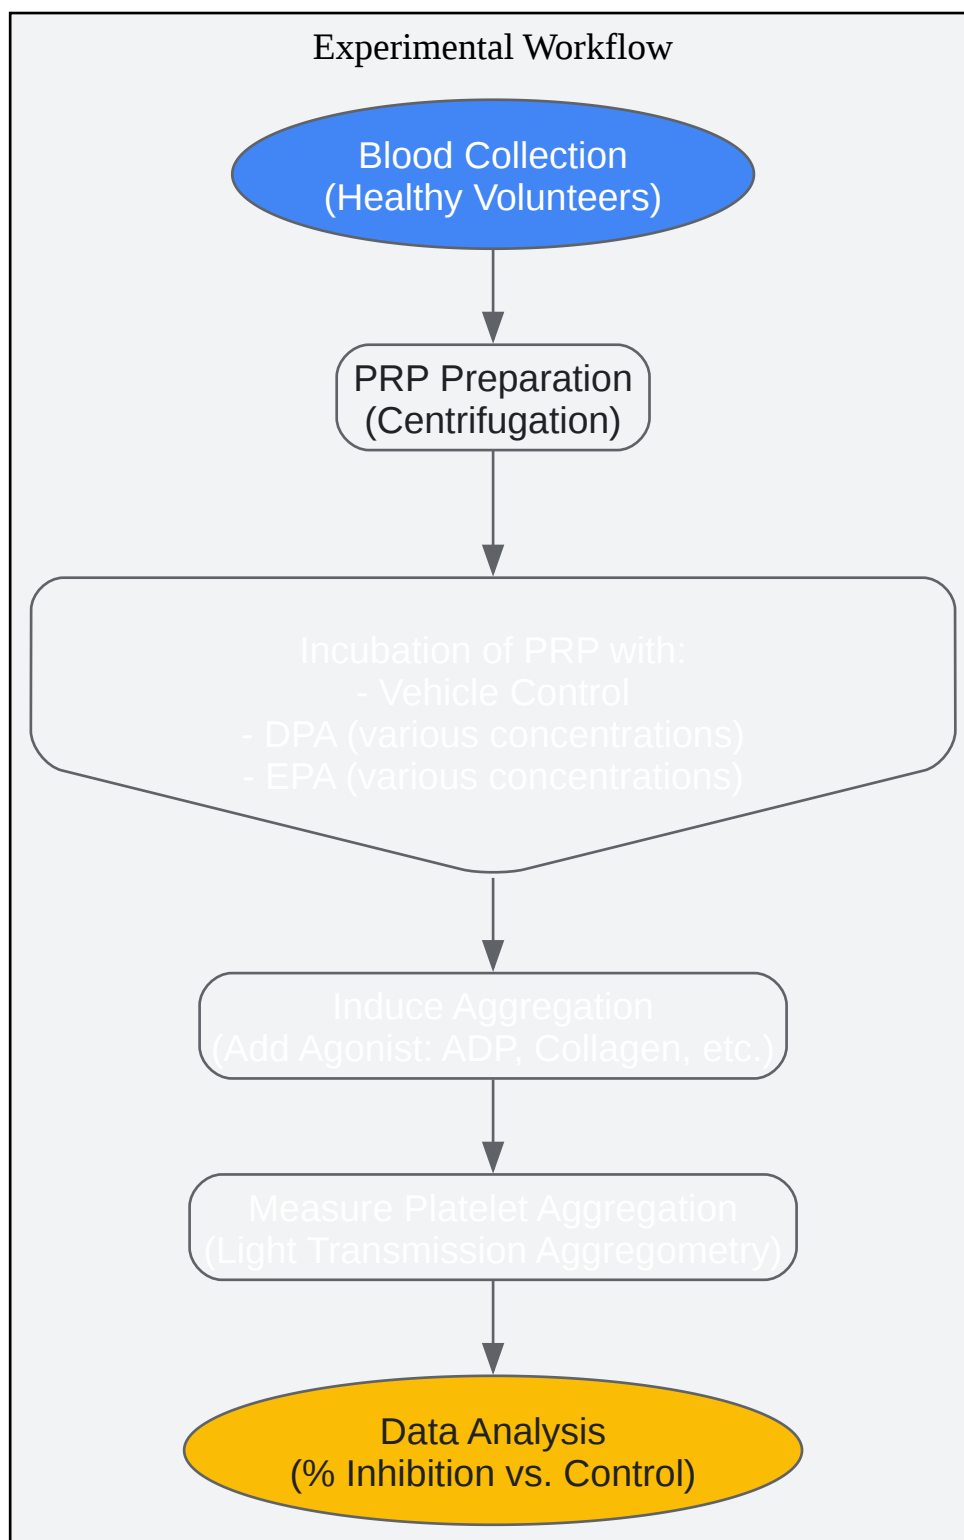 Experimental Workflow
Blood Collection
(Healthy Volunteers)
PRP Preparation
(Centrifugation)
Incubation of PRP with:
- Vehicle Control
- DPA (various concentrations)
- EPA (various concentrations)
Induce Aggregation
(Add Agonist: ADP, Collagen, etc.)
Measure Platelet Aggregation
(Light Transmission Aggregometry)
Data Analysis
(% Inhibition vs. Control)